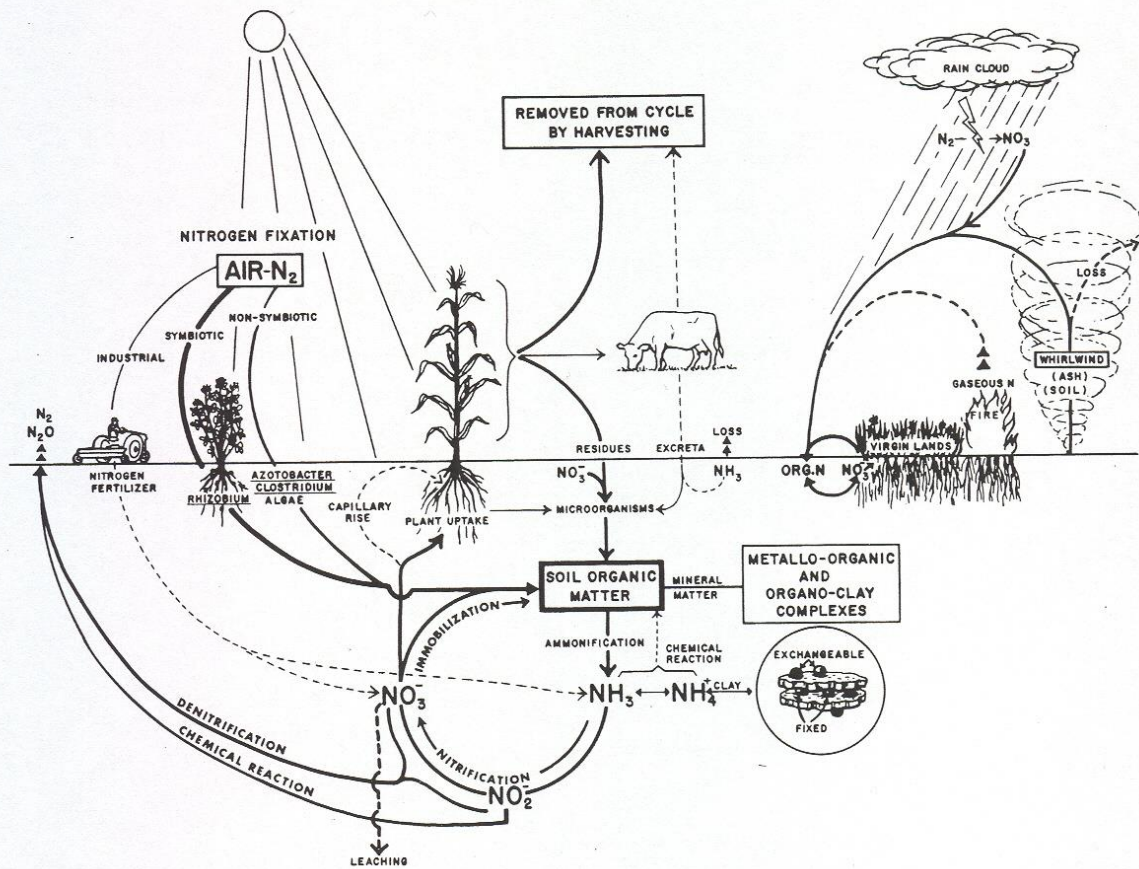 RAIN CLOUD
N₂ → NO₃
REMOVED FROM CYCLE
BY HARVESTING
NITROGEN FIXATION
AIR-N₂
SYMBIOTIC
NON-SYMBIOTIC
INDUSTRIAL
LOSS
WHIRLWIND
(ASH)
(SOIL)
GASEOUS N
FIRE
VIRGIN LANDS
N₂
N₂O
NITROGEN
FERTILIZER
RHIZOBIUM
AZOTOBACTER
CLOSTRIDIUM
ALGAE
CAPILLARY
RISE
PLANT UPTAKE
RESIDUES
NO₃⁻
MICROORGANISMS
EXCRETA
LOSS
NH₃
ORG.N
NO₃⁻
SOIL ORGANIC
MATTER
MINERAL
MATTER
METALLO-ORGANIC
AND
ORGANO-CLAY
COMPLEXES
IMMOBILIZATION
AMMONIFICATION
CHEMICAL
REACTION
NO₃⁻
NH₃
NH₄⁺
CLAY
EXCHANGEABLE
FIXED
DENITRIFICATION
CHEMICAL REACTION
NITRIFICATION
NO₂⁻
LEACHING